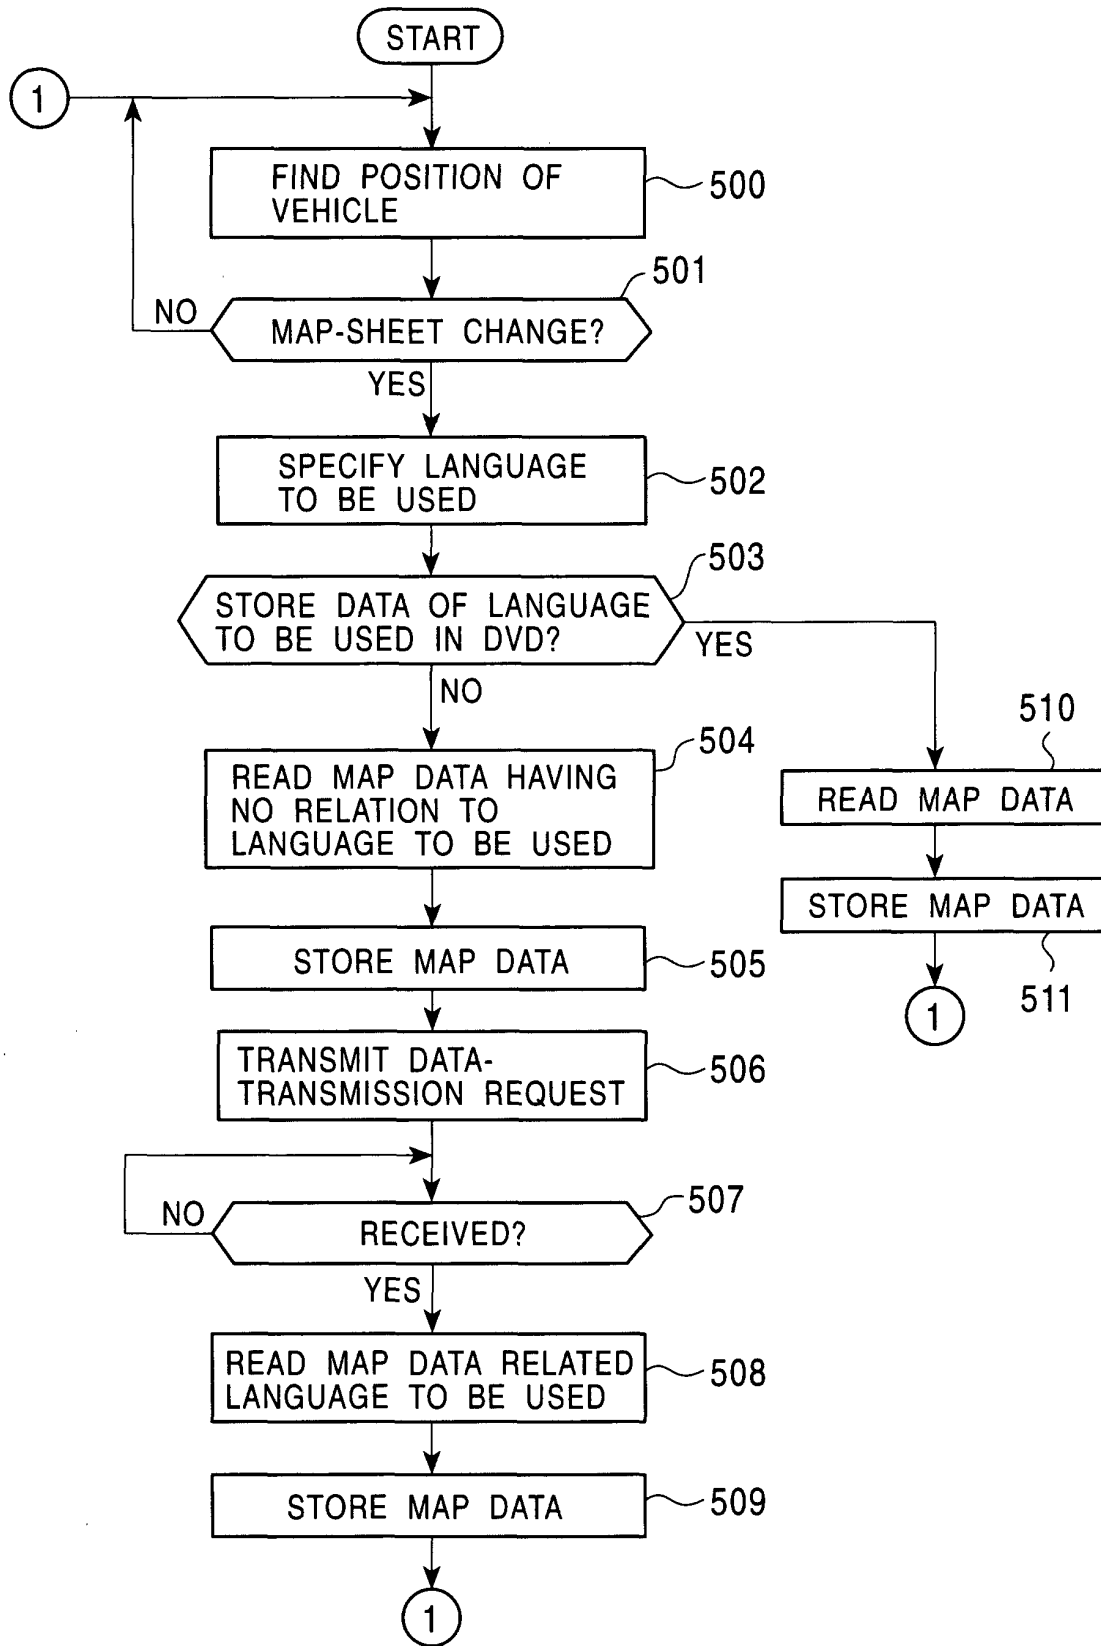 START
1
FIND POSITION OF
VEHICLE
500
501
NO
MAP-SHEET CHANGE?
YES
SPECIFY LANGUAGE
TO BE USED
502
503
STORE DATA OF LANGUAGE
TO BE USED IN DVD?
YES
NO
510
504
READ MAP DATA HAVING
NO RELATION TO
LANGUAGE TO BE USED
READ MAP DATA
STORE MAP DATA
511
1
STORE MAP DATA
505
TRANSMIT DATA-
TRANSMISSION REQUEST
506
507
NO
RECEIVED?
YES
READ MAP DATA RELATED
LANGUAGE TO BE USED
508
STORE MAP DATA
509
1